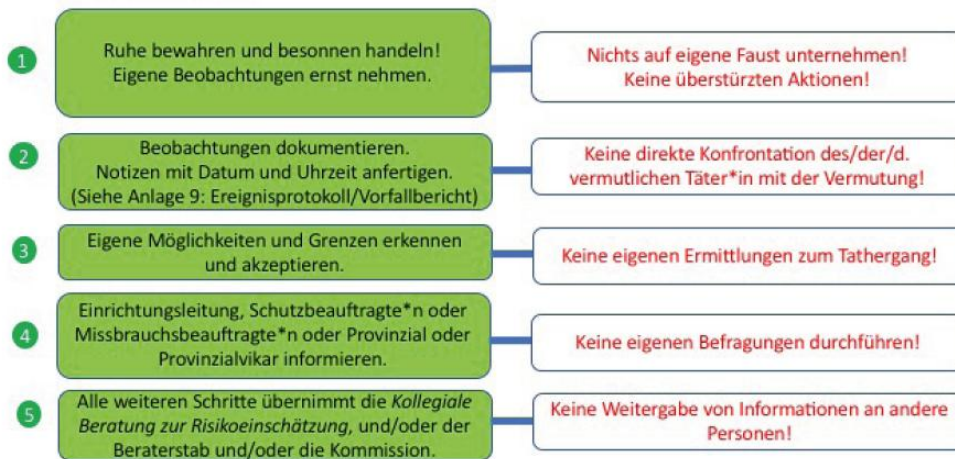 1
Ruhe bewahren und besonnen handeln!
Eigene Beobachtungen ernst nehmen.
Nichts auf eigene Faust unternehmen!
Keine überstürzten Aktionen!
2
Beobachtungen dokumentieren.
Notizen mit Datum und Uhrzeit anfertigen.
(Siehe Anlage 9: Ereignisprotokoll/Vorfallbericht)
Keine direkte Konfrontation des/der/d.
vermutlichen Täter*in mit der Vermutung!
3
Eigene Möglichkeiten und Grenzen erkennen
und akzeptieren.
Keine eigenen Ermittlungen zum Tathergang!
4
Einrichtungsleitung, Schutzbeauftragte*n oder
Missbrauchsbeauftragte*n oder Provinzial oder
Provinzialvikar informieren.
Keine eigenen Befragungen durchführen!
5
Alle weiteren Schritte übernimmt die Kollegiale
Beratung zur Risikoeinschätzung, und/oder der
Beraterstab und/oder die Kommission.
Keine Weitergabe von Informationen an andere
Personen!